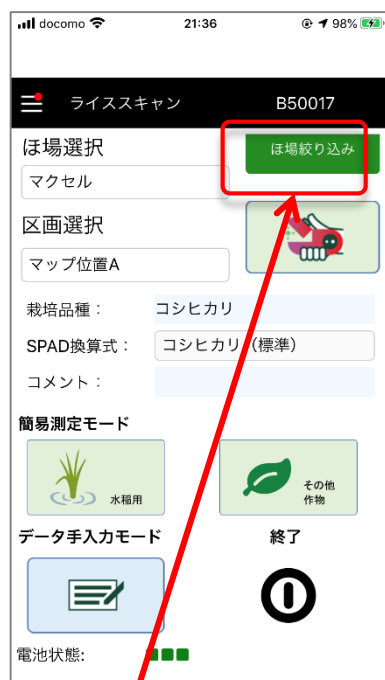 docomo 21:36 98%
ライススキャン B50017
ほ場選択 ほ場絞り込み
マクセル
区画選択
マップ位置A
栽培品種： コシヒカリ
SPAD換算式： コシヒカリ（標準）
コメント：
簡易測定モード
水稲用 その他
作物
データ手入力モード 終了
電池状態: